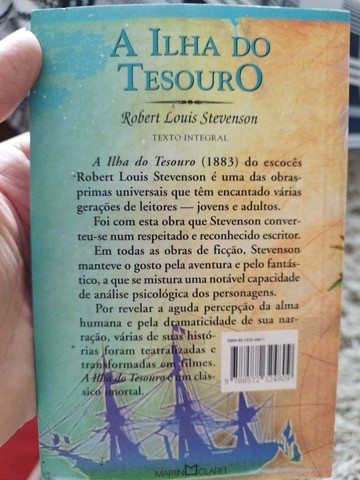 A ILHA DO
TESOURO
Robert Louis Stevenson
TEXTO INTEGRAL
A Ilha do Tesouro (1883) do escocês
Robert Louis Stevenson é uma das obras-
primas universais que têm encantado várias
gerações de leitores — jovens e adultos.
Foi com esta obra que Stevenson conver-
teu-se num respeitado e reconhecido escritor.
Em todas as obras de ficção, Stevenson
manteve o gosto pela aventura e pelo fantás-
tico, a que se mistura uma notável capacidade
de análise psicológica dos personagens.
Por revelar a aguda percepção da alma
humana e pela dramaticidade de sua nar-
ração, várias de suas histó-
rias foram teatralizadas e
transformadas em filmes.
A Ilha do Tesouro é um clás-
sico imortal.
ISBN
9788572324809
MARTIN CLARET